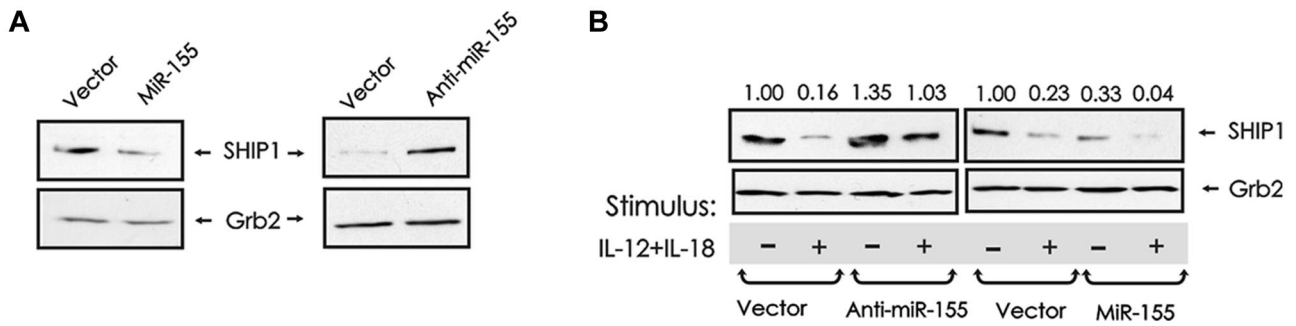 A
Vector MiR-155 Vector Anti-miR-155
← SHIP1 →
← Grb2 →
B
1.00 0.16 1.35 1.03 1.00 0.23 0.33 0.04
← SHIP1
← Grb2
Stimulus:
IL-12+IL-18 − + − + − + − +
Vector Anti-miR-155 Vector MiR-155